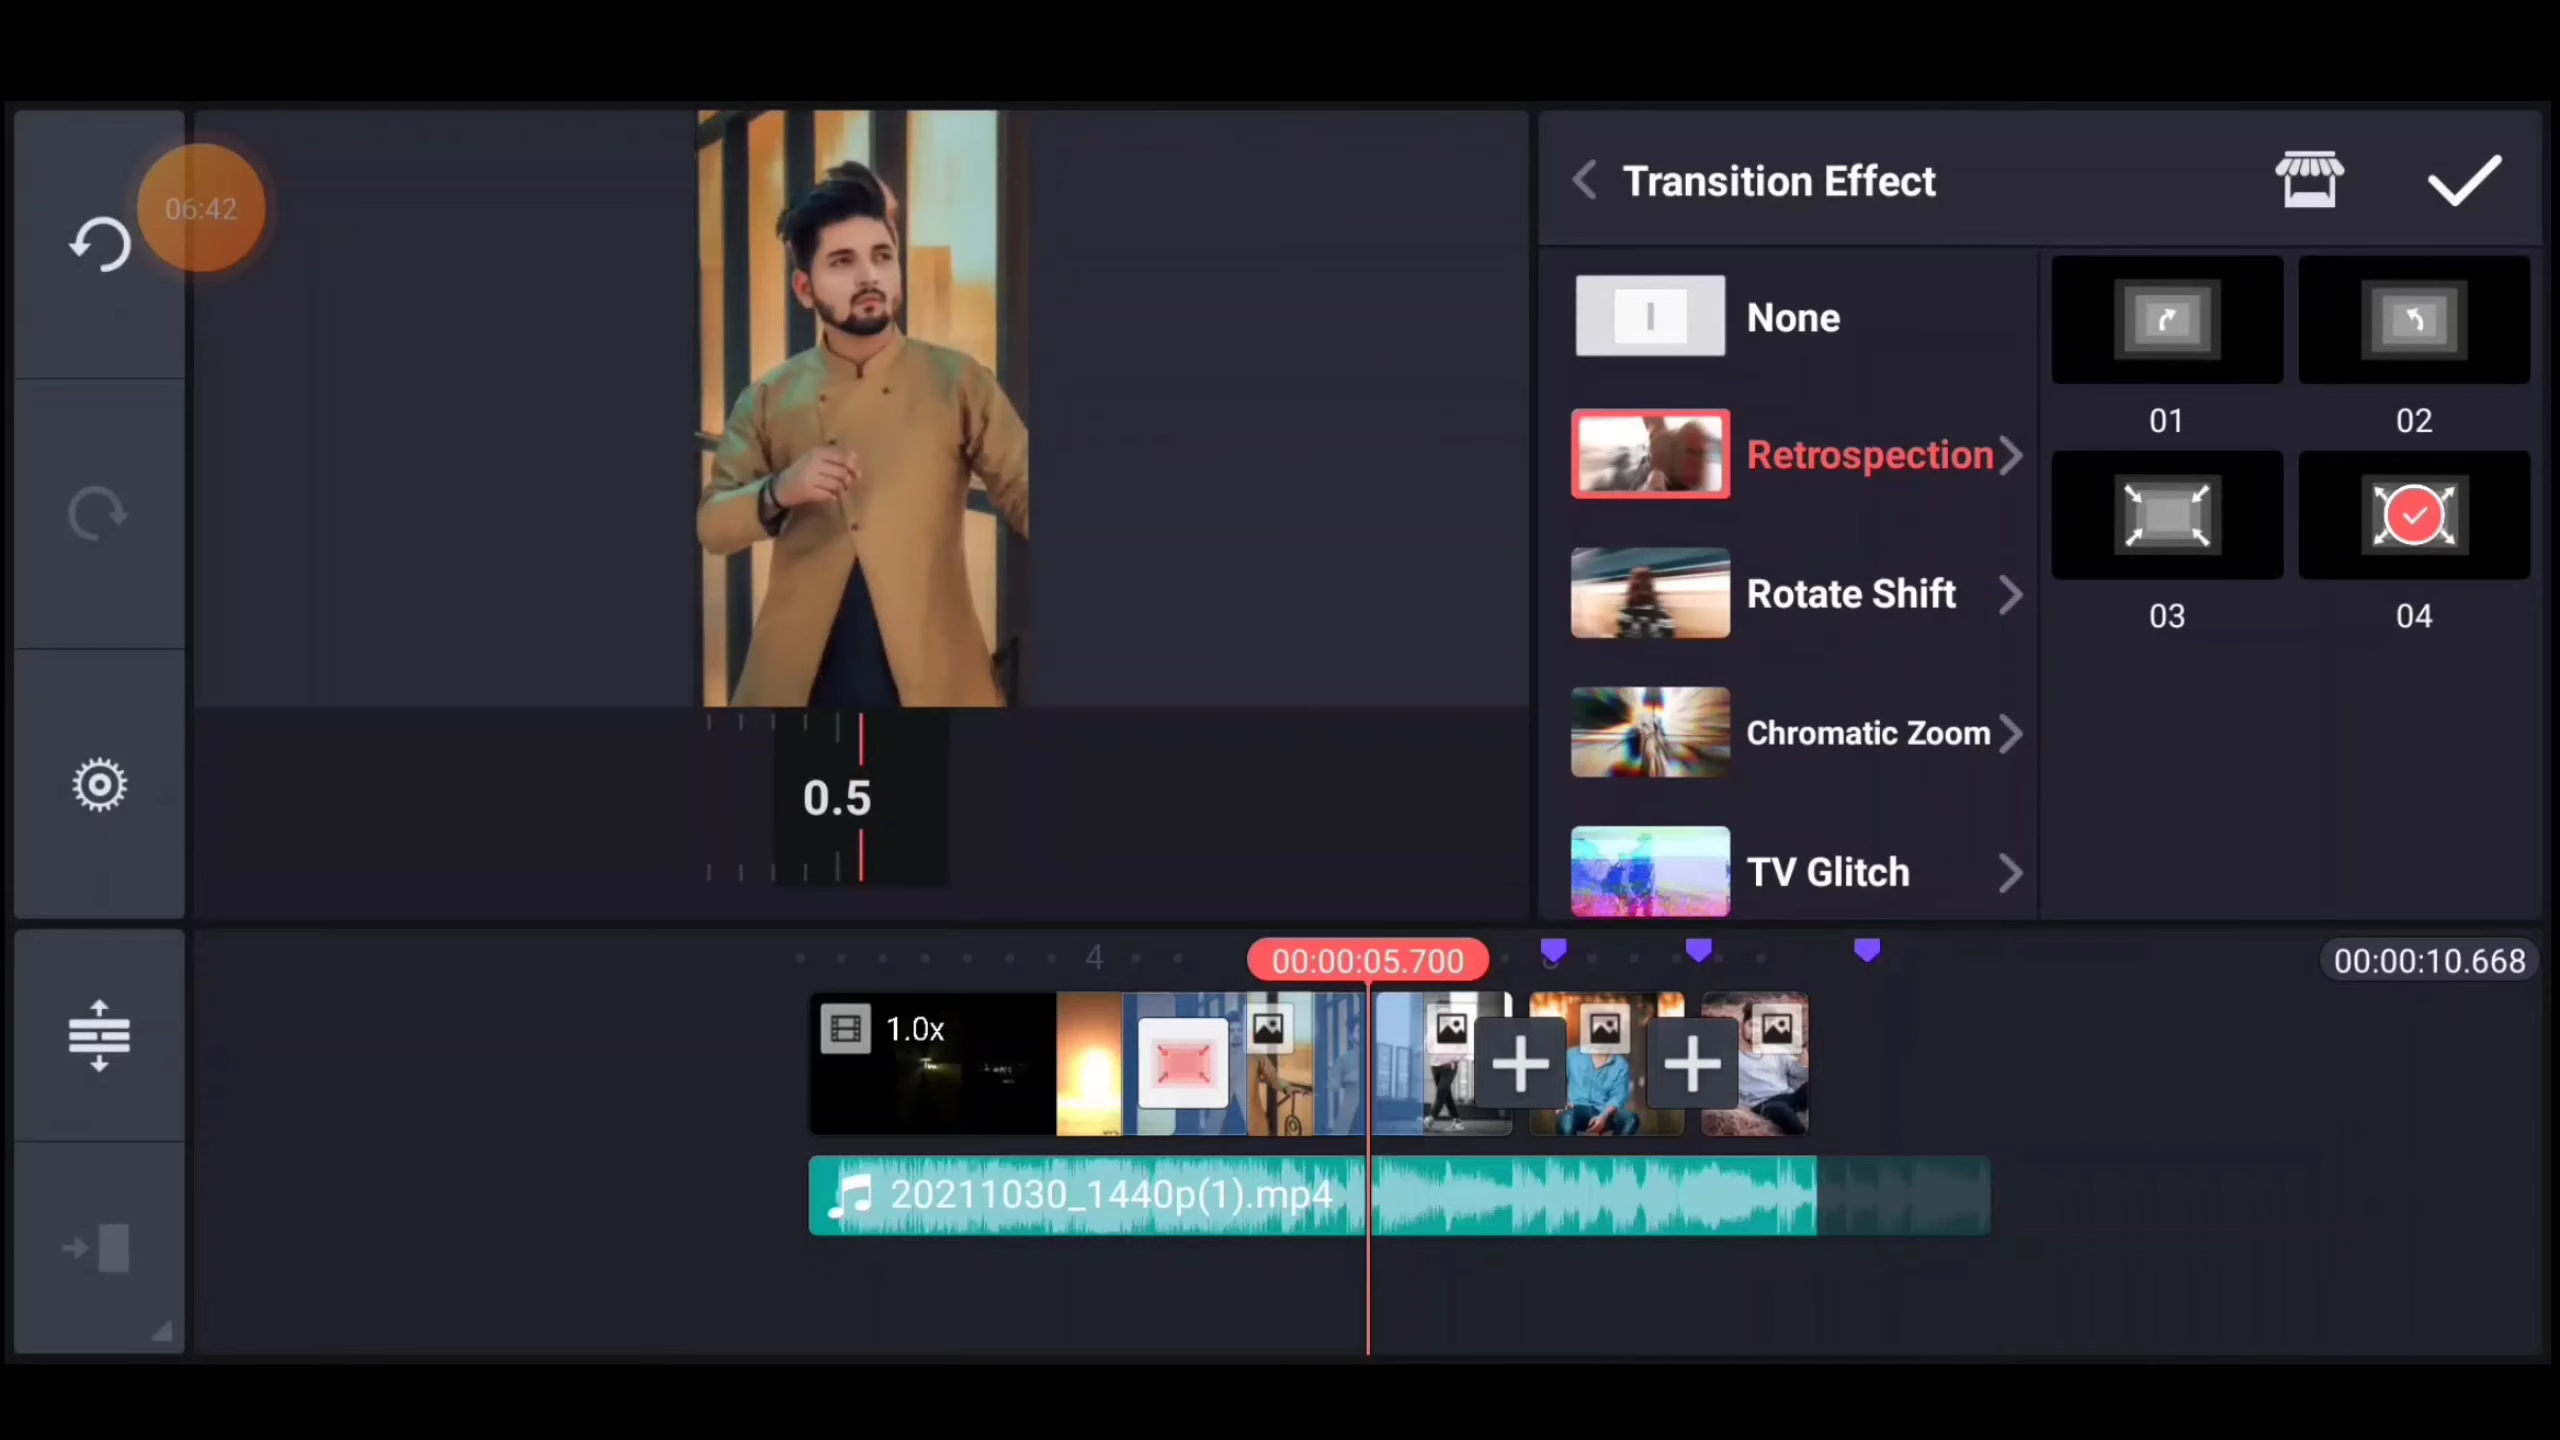 06:42
Transition Effect
None
01
02
Retrospection
Rotate Shift
03
04
Chromatic Zoom
0.5
TV Glitch
4
00:00:05.700
00:00:10.668
1.0x
20211030_1440p(1).mp4